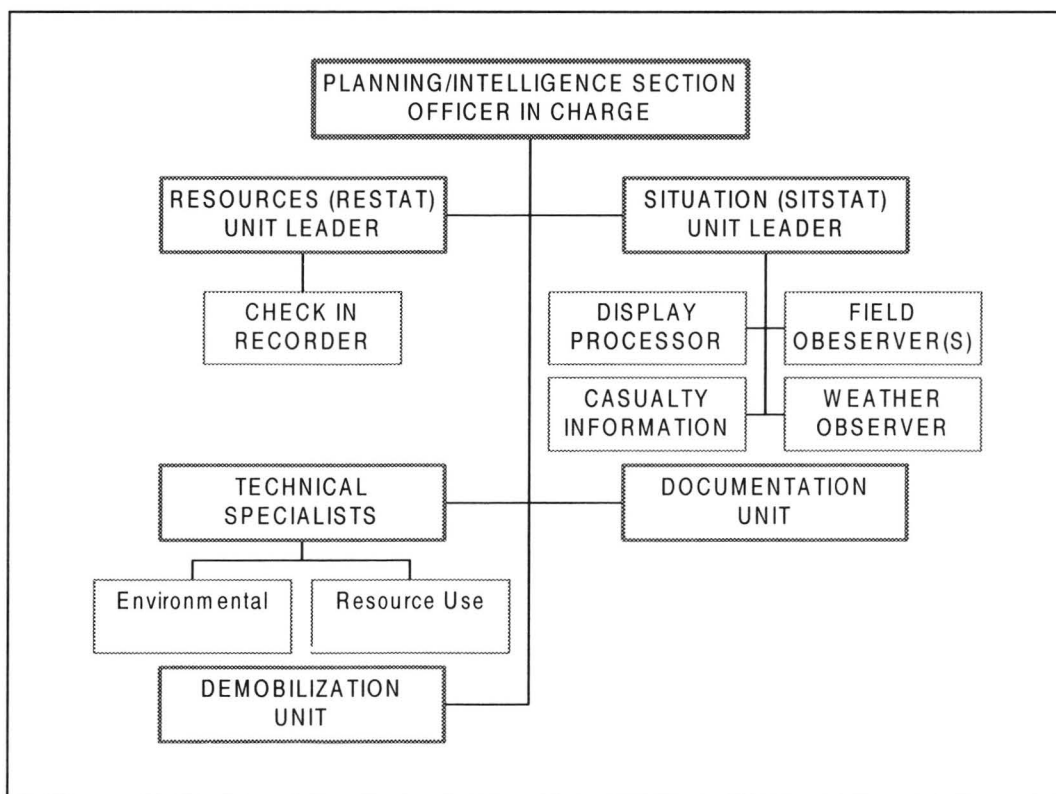 PLANNING/INTELLIGENCE SECTION
OFFICER IN CHARGE
RESOURCES (RESTAT)
UNIT LEADER
SITUATION (SITSTAT)
UNIT LEADER
CHECK IN
RECORDER
DISPLAY
PROCESSOR
FIELD
OBESERVER(S)
CASUALTY
INFORMATION
WEATHER
OBSERVER
TECHNICAL
SPECIALISTS
DOCUMENTATION
UNIT
Environmental
Resource Use
DEMOBILIZATION
UNIT